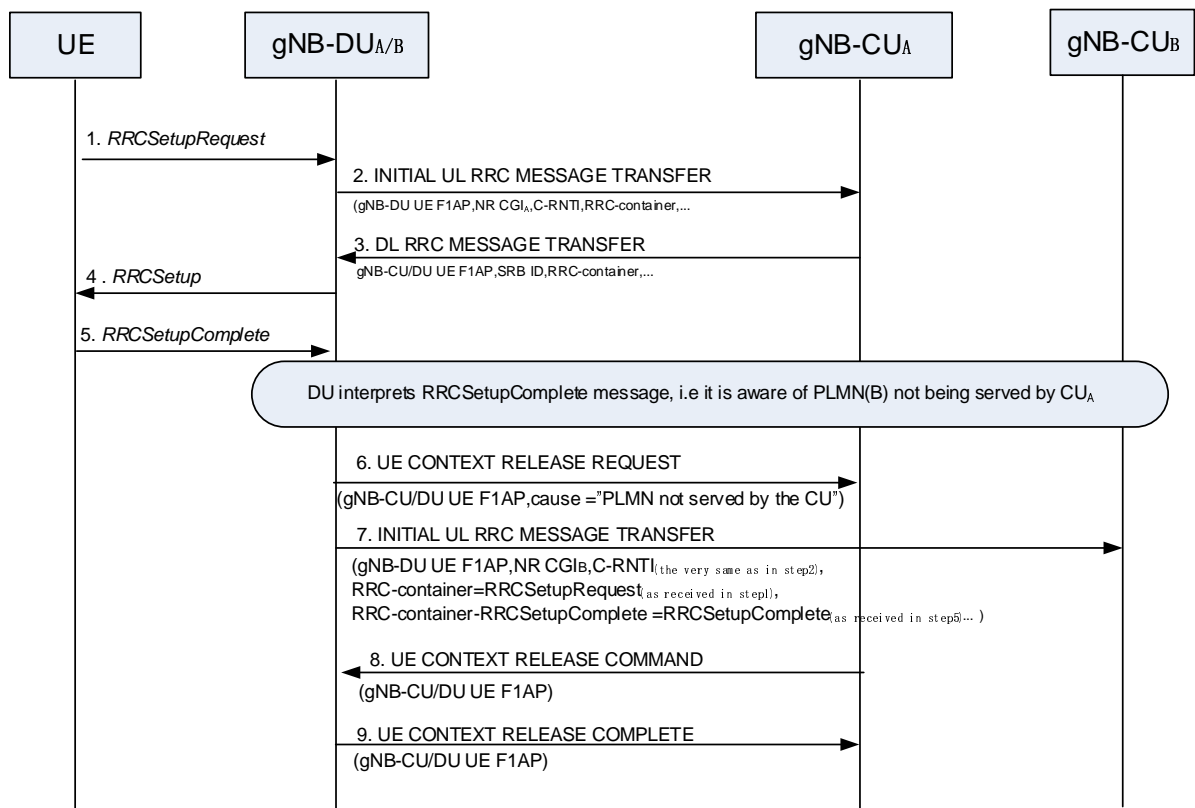 UE
gNB-DUA/B
gNB-CUA
gNB-CUB
1. RRCSetupRequest
2. INITIAL UL RRC MESSAGE TRANSFER
(gNB-DU UE F1AP,NR CGIA,C-RNTI,RRC-container,...
3. DL RRC MESSAGE TRANSFER
gNB-CU/DU UE F1AP,SRB ID,RRC-container,...
4 . RRCSetup
5. RRCSetupComplete
DU interprets RRCSetupComplete message, i.e it is aware of PLMN(B) not being served by CUA
6. UE CONTEXT RELEASE REQUEST
(gNB-CU/DU UE F1AP,cause =”PLMN not served by the CU”)
7. INITIAL UL RRC MESSAGE TRANSFER
(gNB-DU UE F1AP,NR CGIB,C-RNTI(the very same as in step2),
RRC-container=RRCSetupRequest(as received in step1),
RRC-container-RRCSetupComplete =RRCSetupComplete(as received in step5)... )
8. UE CONTEXT RELEASE COMMAND
(gNB-CU/DU UE F1AP)
9. UE CONTEXT RELEASE COMPLETE
(gNB-CU/DU UE F1AP)